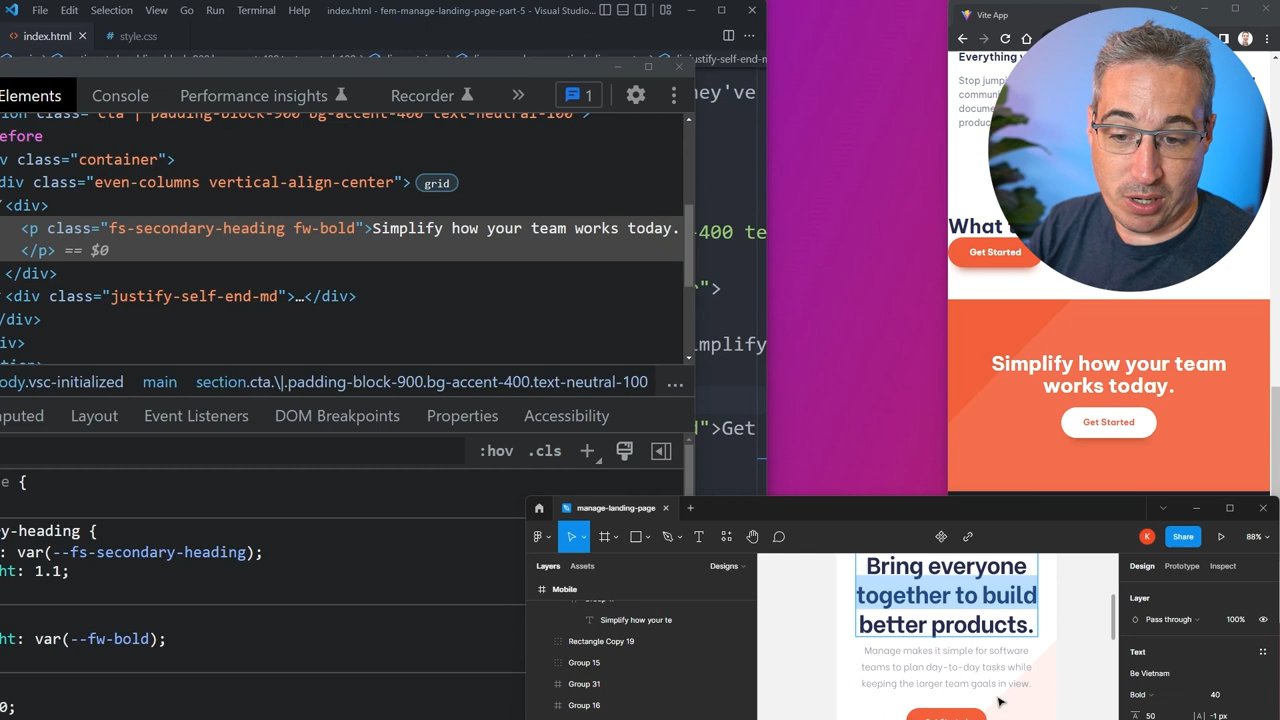 File Edit Selection View Go Run Terminal Help index.html - fem-manage-landing-page-part-5 - Visual Studio...
index.html
style.css
Elements Console Performance insights Recorder 1
class="cta | padding-block-900 bg-accent-400 text-neutral-100">
efore
v class="container">
div class="even-columns vertical-align-center"> grid
<div>
<p class="fs-secondary-heading fw-bold">Simplify how your team works today.
</p> == $0
</div>
<div class="justify-self-end-md">…</div>
/div>
iv>
ody.vsc-initialized main section.cta.\|.padding-block-900.bg-accent-400.text-neutral-100 ...
mputed Layout Event Listeners DOM Breakpoints Properties Accessibility
:hov .cls
e {
y-heading {
: var(--fs-secondary-heading);
ht: 1.1;
ht: var(--fw-bold);
0;
justify-self-end-m
hey've
-400 te
">
implify
d">Get
Vite App
Everything y
Stop jumpi
communi
docume
produc
What
Get Started
Simplify how your team
works today.
Get Started
manage-landing-page
Share
88%
Layers Assets Designs
Mobile
Simplify how your te
Rectangle Copy 19
Group 15
Group 31
Group 16
Bring everyone
together to build
better products.
Manage makes it simple for software
teams to plan day-to-day tasks while
keeping the larger team goals in view.
Design Prototype Inspect
Layer
Pass through 100%
Text
Be Vietnam
Bold 40
50 -1 px